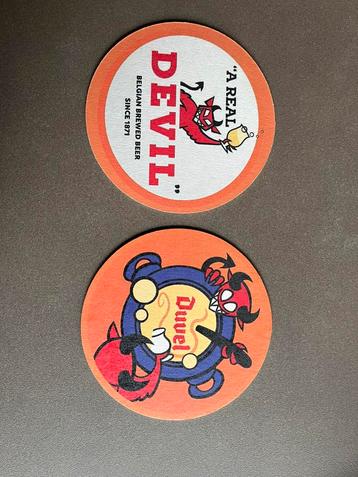 "A REAL
DEVIL"
BELGIAN BREWED BEER
SINCE 1871
Duvel